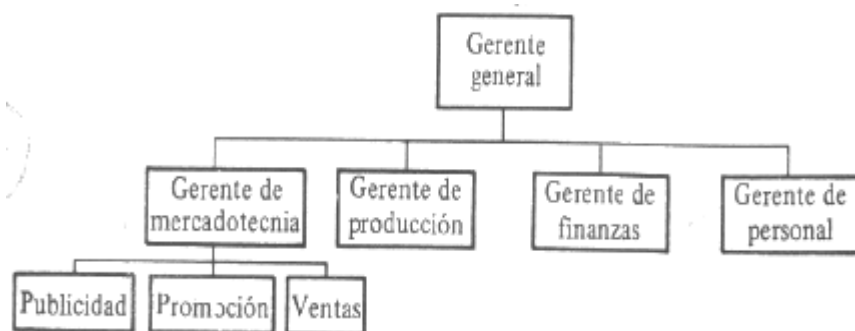 Gerente
general
Gerente de
mercadotecnia
Gerente de
producción
Gerente de
finanzas
Gerente de
personal
Publicidad
Promoción
Ventas